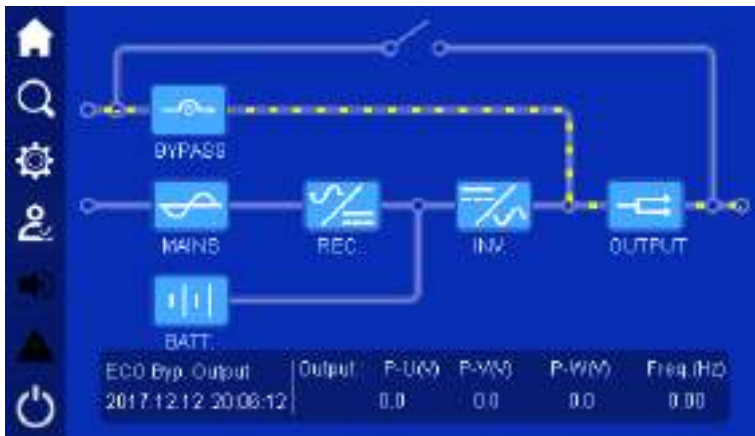 BYPASS
MAINS
REC.
INV.
OUTPUT
BATT.
ECO Byp. Output
2017.12.12 20:06:12
Output P-U(V) P-V(V) P-W(V) Freq.(Hz)
0.0 0.0 0.0 0.00